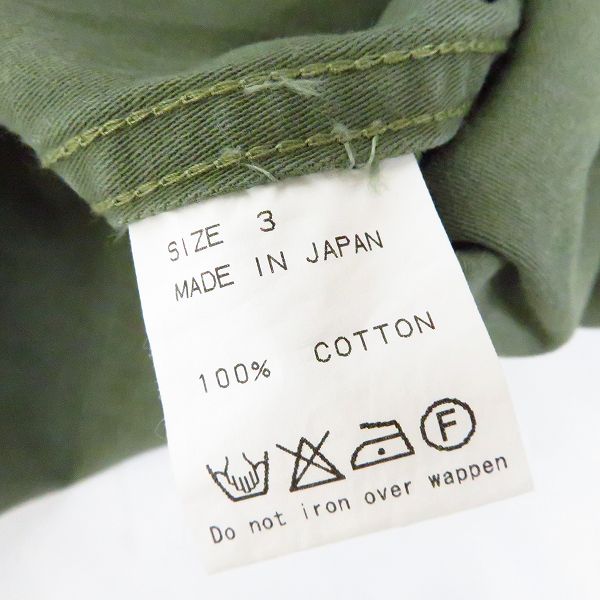 SIZE 3
MADE IN JAPAN
100% COTTON
F
Do not iron over wappen